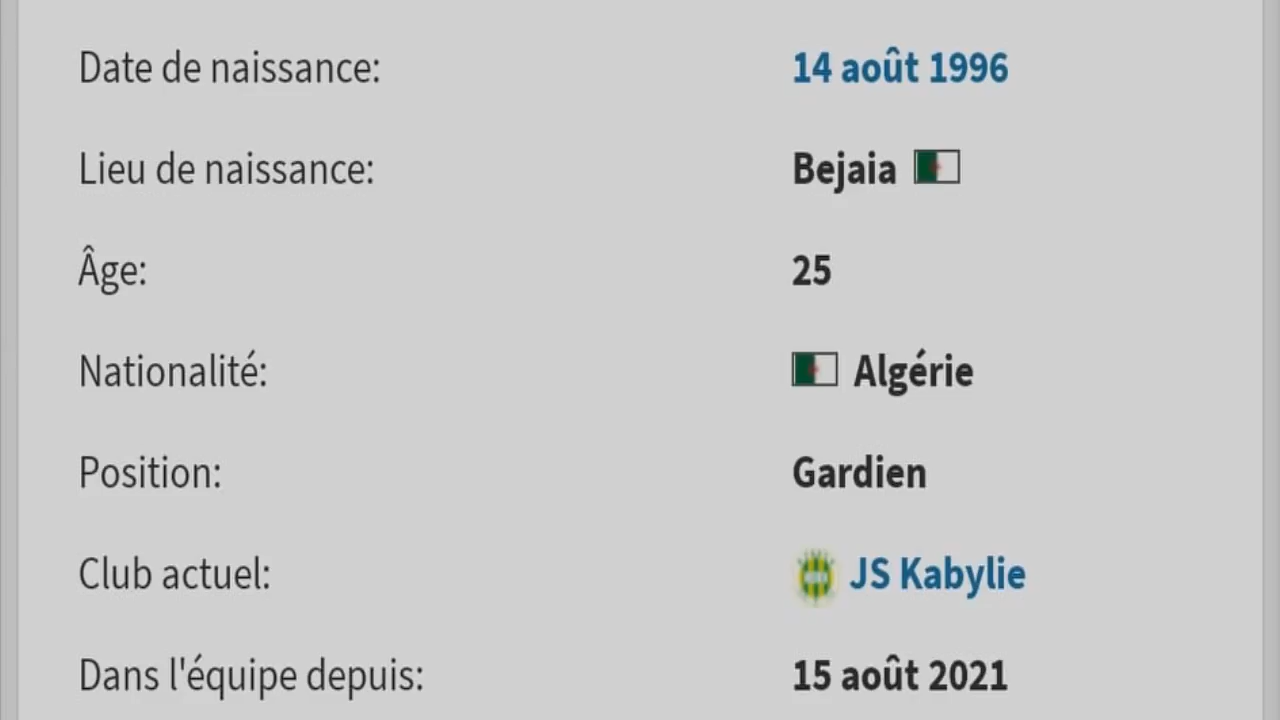 Date de naissance: 14 août 1996
Lieu de naissance: Bejaia
Âge: 25
Nationalité: Algérie
Position: Gardien
Club actuel: JS Kabylie
Dans l'équipe depuis: 15 août 2021